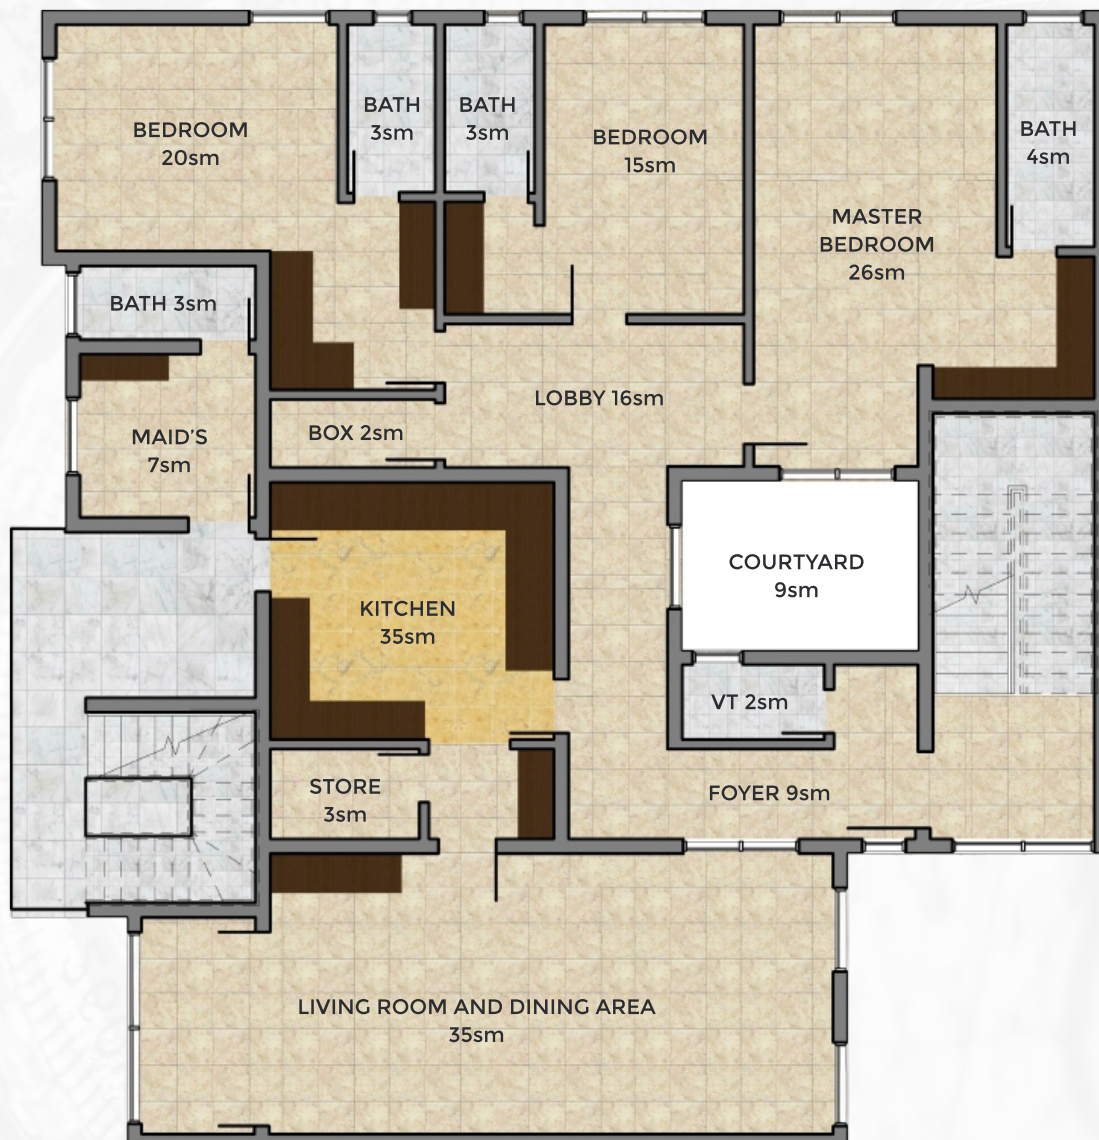 BEDROOM
20sm
BATH
3sm
BATH
3sm
BEDROOM
15sm
BATH
4sm
MASTER
BEDROOM
26sm
BATH 3sm
LOBBY 16sm
MAID'S
7sm
BOX 2sm
COURTYARD
9sm
KITCHEN
35sm
VT 2sm
STORE
3sm
FOYER 9sm
LIVING ROOM AND DINING AREA
35sm